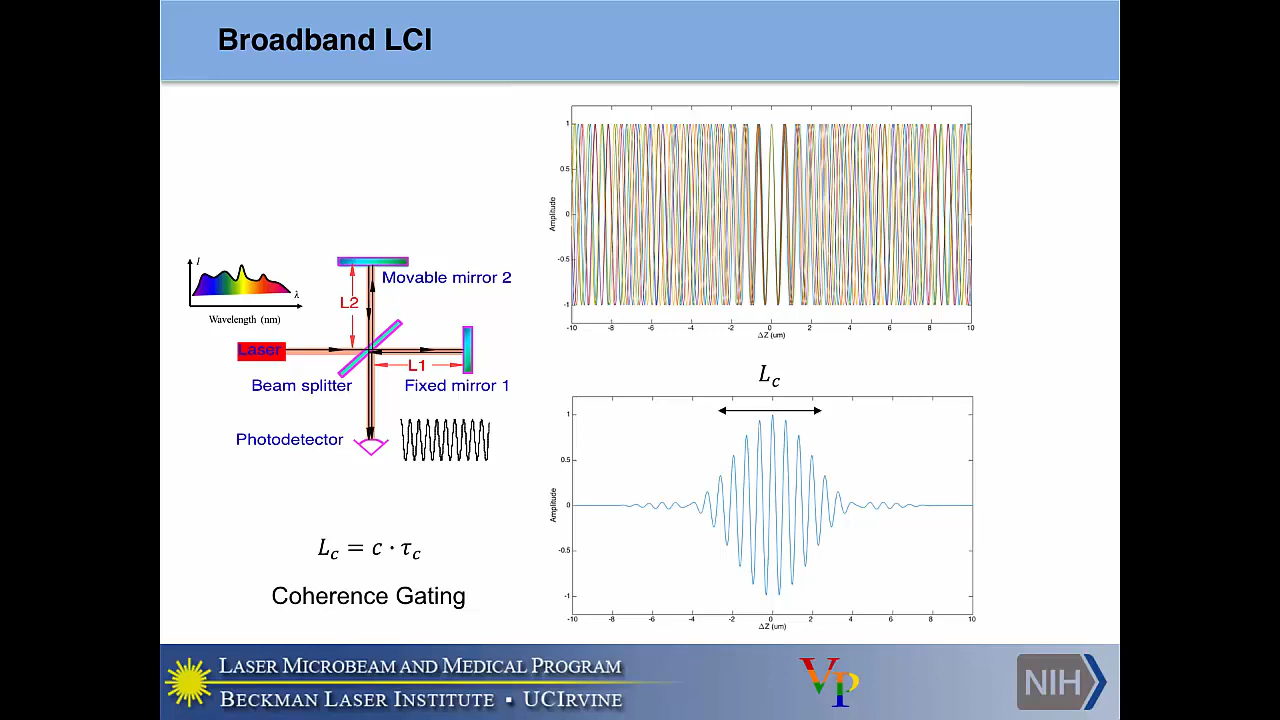 Broadband LCI
I
λ
Wavelength (nm)
Movable mirror 2
L2
Laser
L1
Beam splitter
Fixed mirror 1
Photodetector
L_c = c · τ_c
Coherence Gating
Amplitude
1
0.5
0
-0.5
-1
-10 -8 -6 -4 -2 0 2 4 6 8 10
ΔZ (um)
L_c
Amplitude
1
0.5
0
-0.5
-1
-10 -8 -6 -4 -2 0 2 4 6 8 10
ΔZ (um)
LASER MICROBEAM AND MEDICAL PROGRAM
BECKMAN LASER INSTITUTE ▪ UCIRVINE
VP
NIH